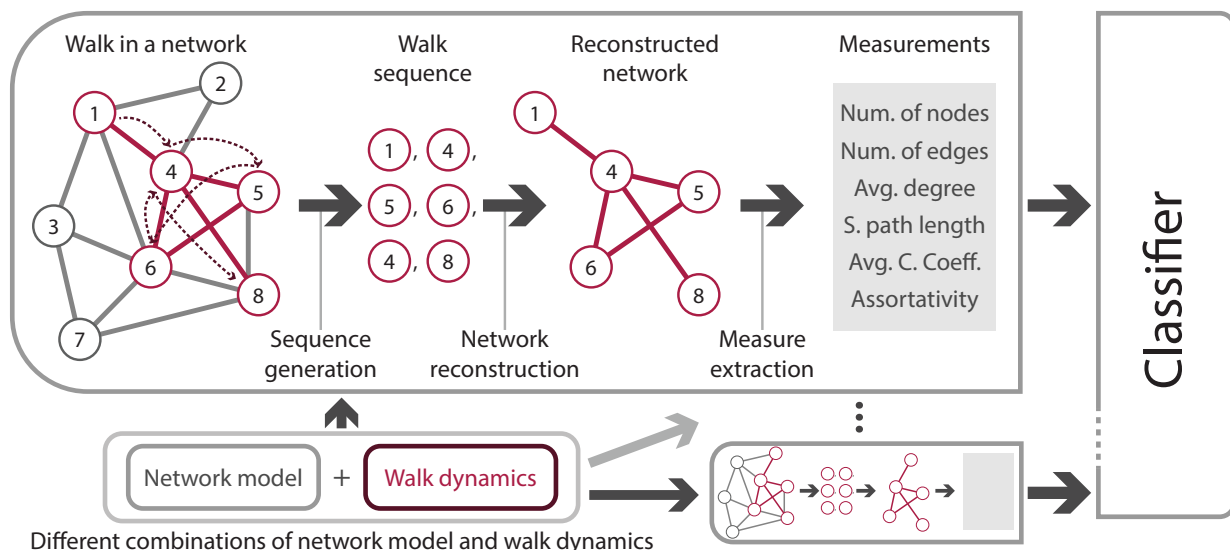 Walk in a network
2
1
4
5
3
6
8
7
Walk
sequence
1, 4,
5, 6,
4, 8
Reconstructed
network
1
4
5
6
8
Measurements
Num. of nodes
Num. of edges
Avg. degree
S. path length
Avg. C. Coeff.
Assortativity
Sequence
generation
Network
reconstruction
Measure
extraction
Classifier
Network model + Walk dynamics
Different combinations of network model and walk dynamics